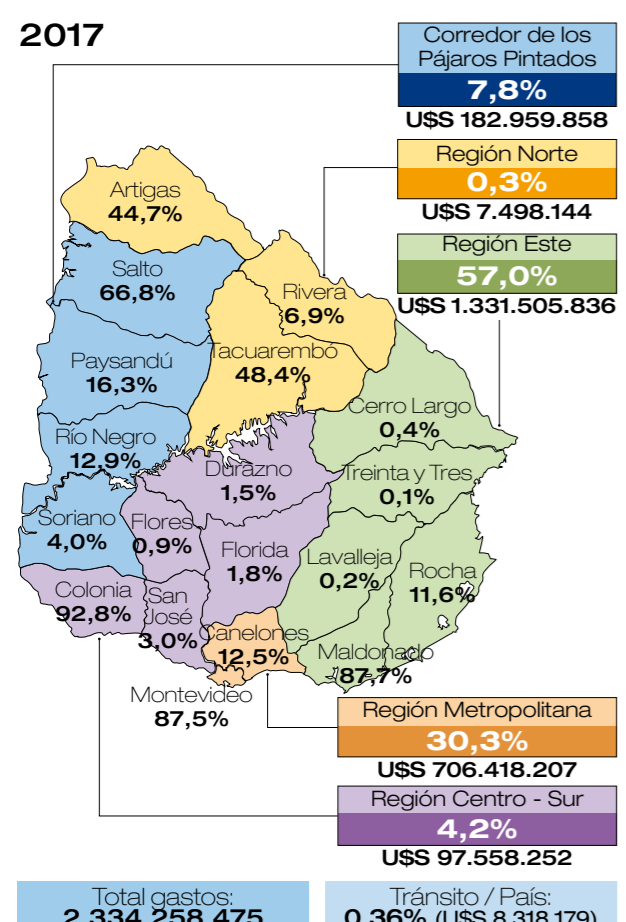 2017
Corredor de los
Pájaros Pintados
7,8%
U$S 182.959.858
Región Norte
0,3%
U$S 7.498.144
Región Este
57,0%
U$S 1.331.505.836
Artigas
44,7%
Salto
66,8%
Rivera
6,9%
Tacuarembó
48,4%
Paysandú
16,3%
Cerro Largo
0,4%
Río Negro
12,9%
Durazno
1,5%
Treinta y Tres
0,1%
Soriano
4,0%
Flores
0,9%
Florida
1,8%
Lavalleja
0,2%
Rocha
11,6%
Colonia
92,8%
San
José
3,0%
Canelones
12,5%
Maldonado
87,7%
Montevideo
87,5%
Región Metropolitana
30,3%
U$S 706.418.207
Región Centro - Sur
4,2%
U$S 97.558.252
Total gastos:
2.334.258.475
Tránsito / País:
0,36% (U$S 8.318.179)